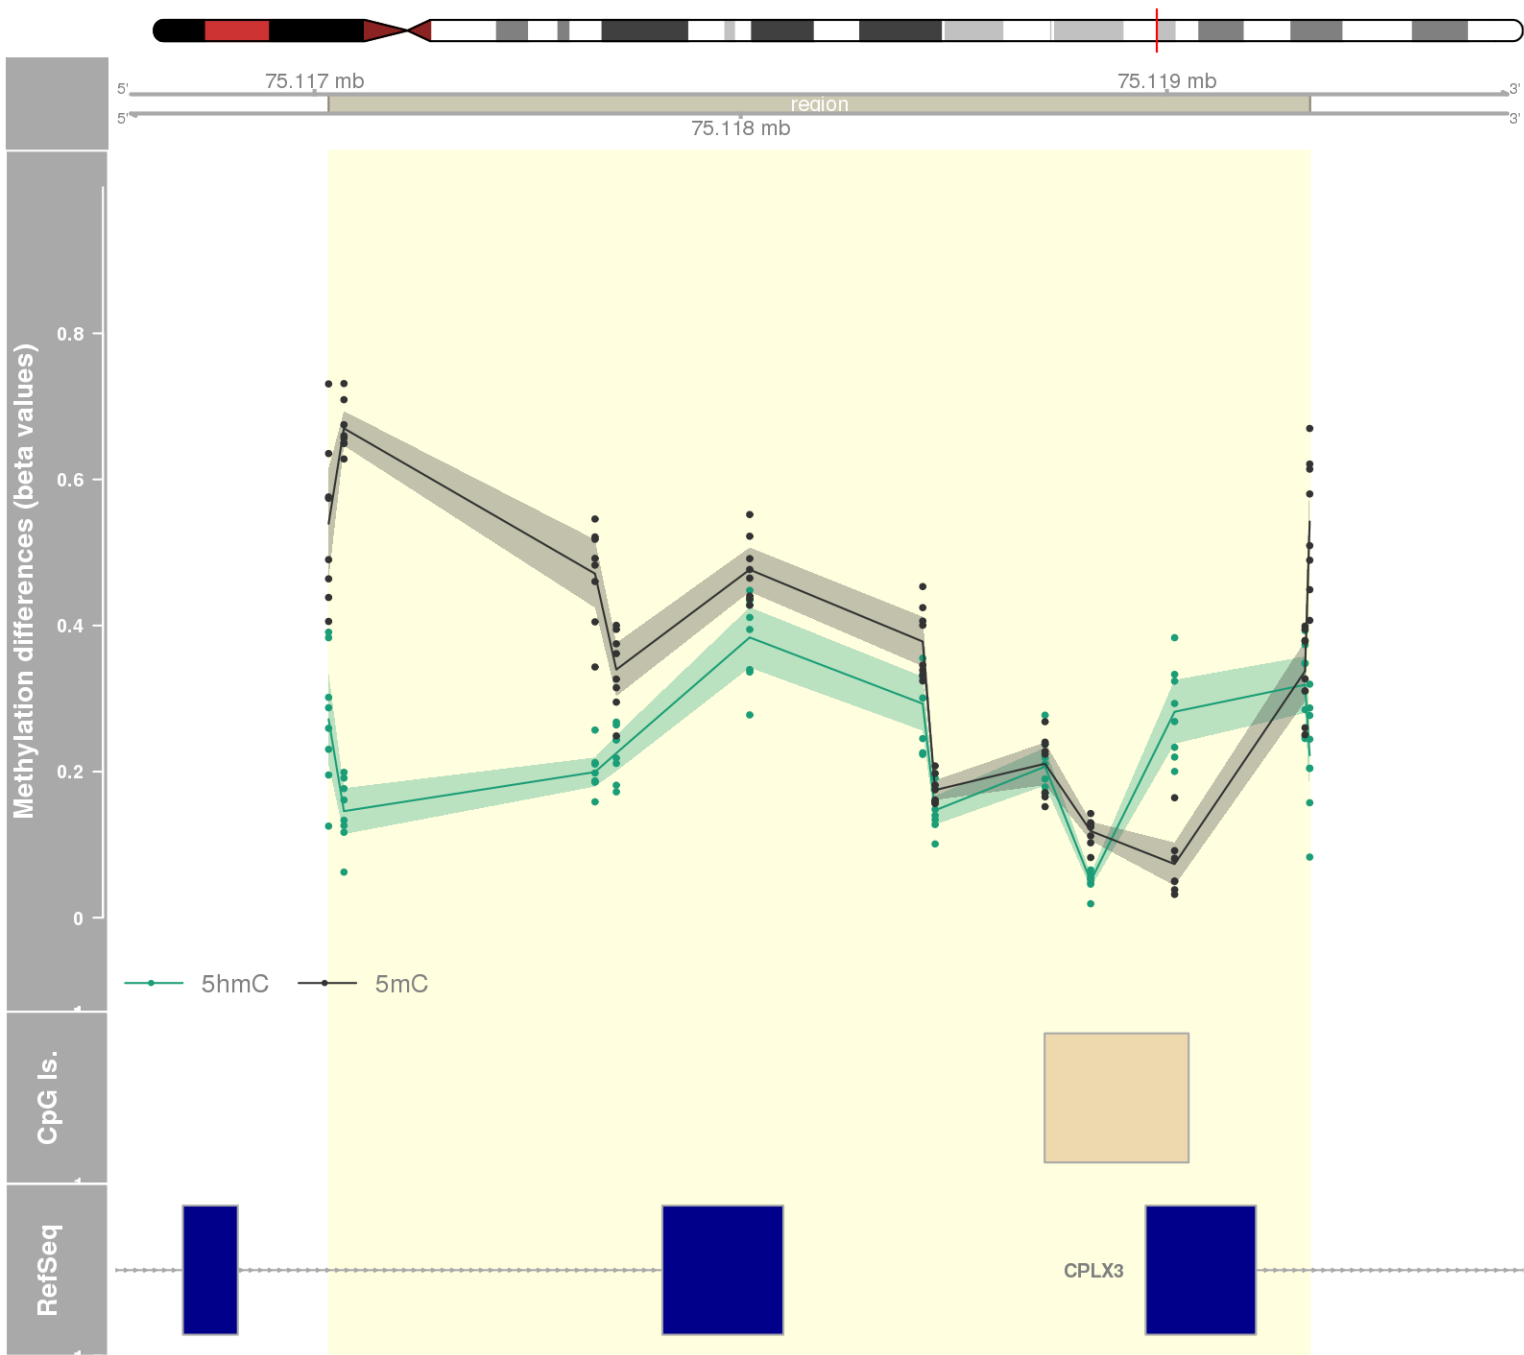 75.117 mb
75.119 mb
5'
3'
region
5'
3'
75.118 mb
Methylation differences (beta values)
0.8
0.6
0.4
0.2
0
5hmC
5mC
CpG Is.
RefSeq
CPLX3